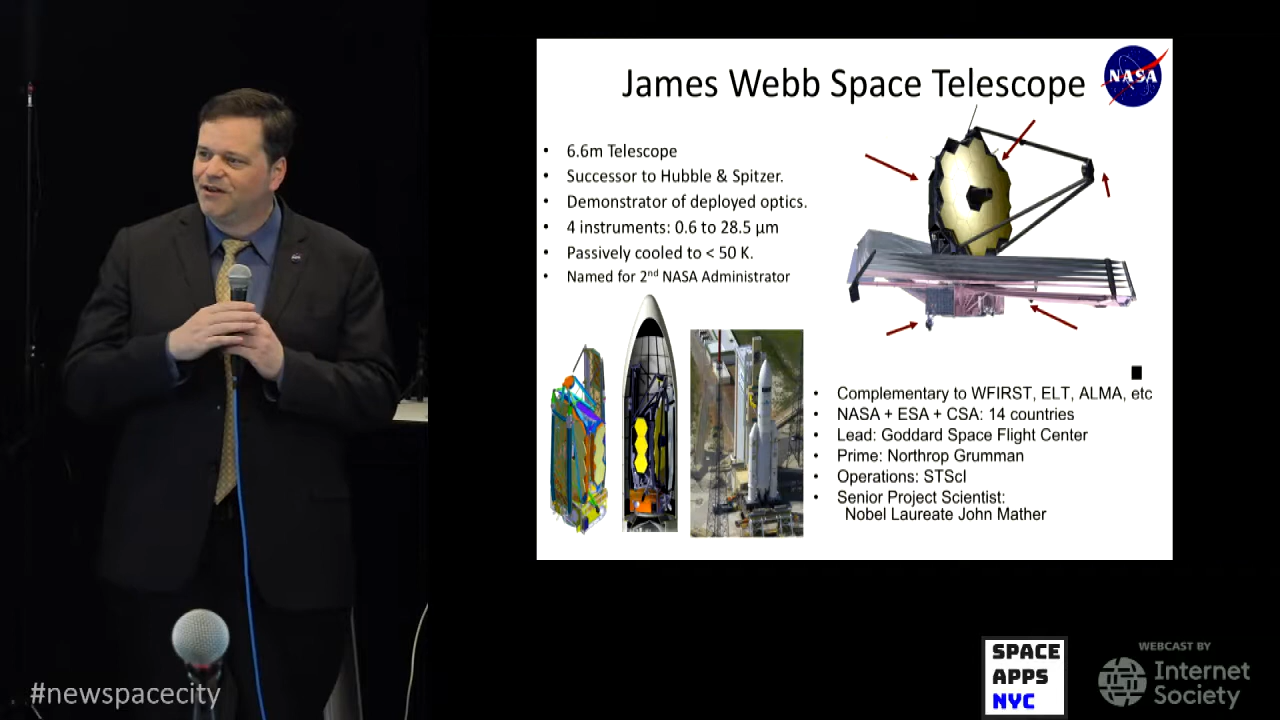 James Webb Space Telescope
NASA
• 6.6m Telescope
• Successor to Hubble & Spitzer.
• Demonstrator of deployed optics.
• 4 instruments: 0.6 to 28.5 μm
• Passively cooled to < 50 K.
• Named for 2nd NASA Administrator
• Complementary to WFIRST, ELT, ALMA, etc
• NASA + ESA + CSA: 14 countries
• Lead: Goddard Space Flight Center
• Prime: Northrop Grumman
• Operations: STScI
• Senior Project Scientist:
Nobel Laureate John Mather
#newspacecity
SPACE
APPS
NYC
WEBCAST BY
Internet
Society